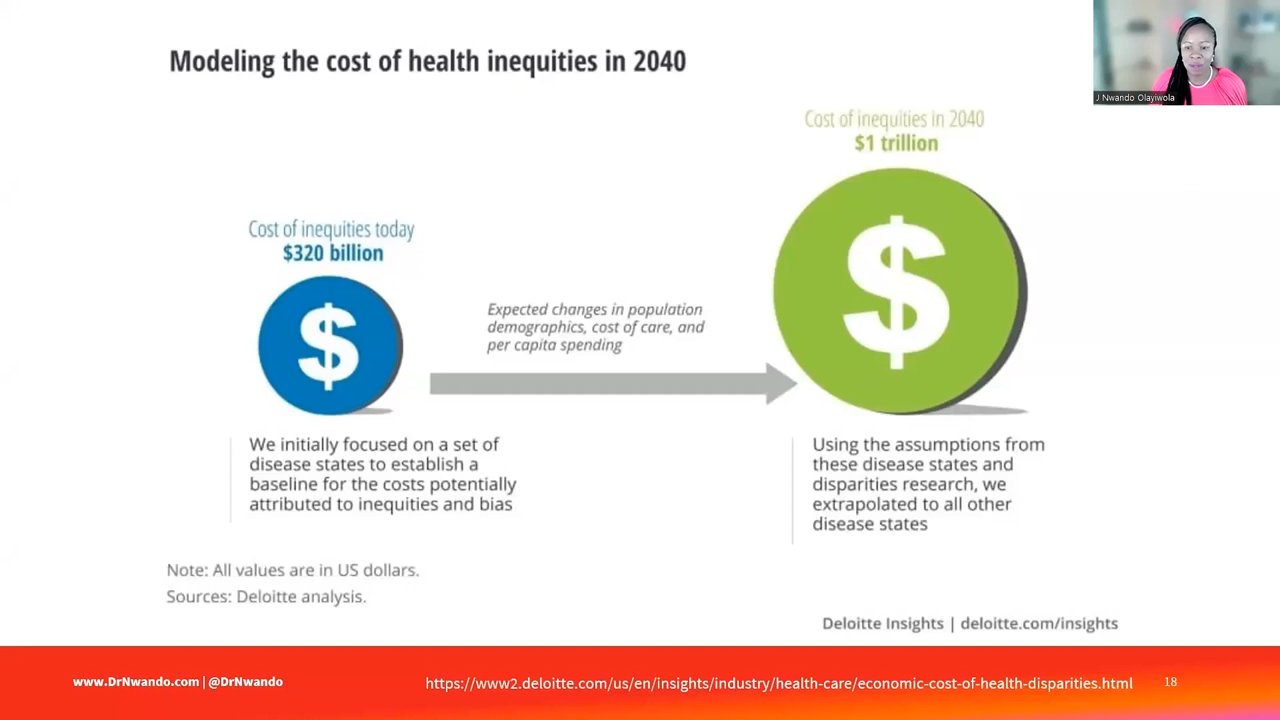 Modeling the cost of health inequities in 2040
J Nwando Olayiwola
Cost of inequities in 2040
$1 trillion
$
Cost of inequities today
$320 billion
$
Expected changes in population
demographics, cost of care, and
per capita spending
We initially focused on a set of
disease states to establish a
baseline for the costs potentially
attributed to inequities and bias
Using the assumptions from
these disease states and
disparities research, we
extrapolated to all other
disease states
Note: All values are in US dollars.
Sources: Deloitte analysis.
Deloitte Insights | deloitte.com/insights
www.DrNwando.com | @DrNwando
https://www2.deloitte.com/us/en/insights/industry/health-care/economic-cost-of-health-disparities.html
18